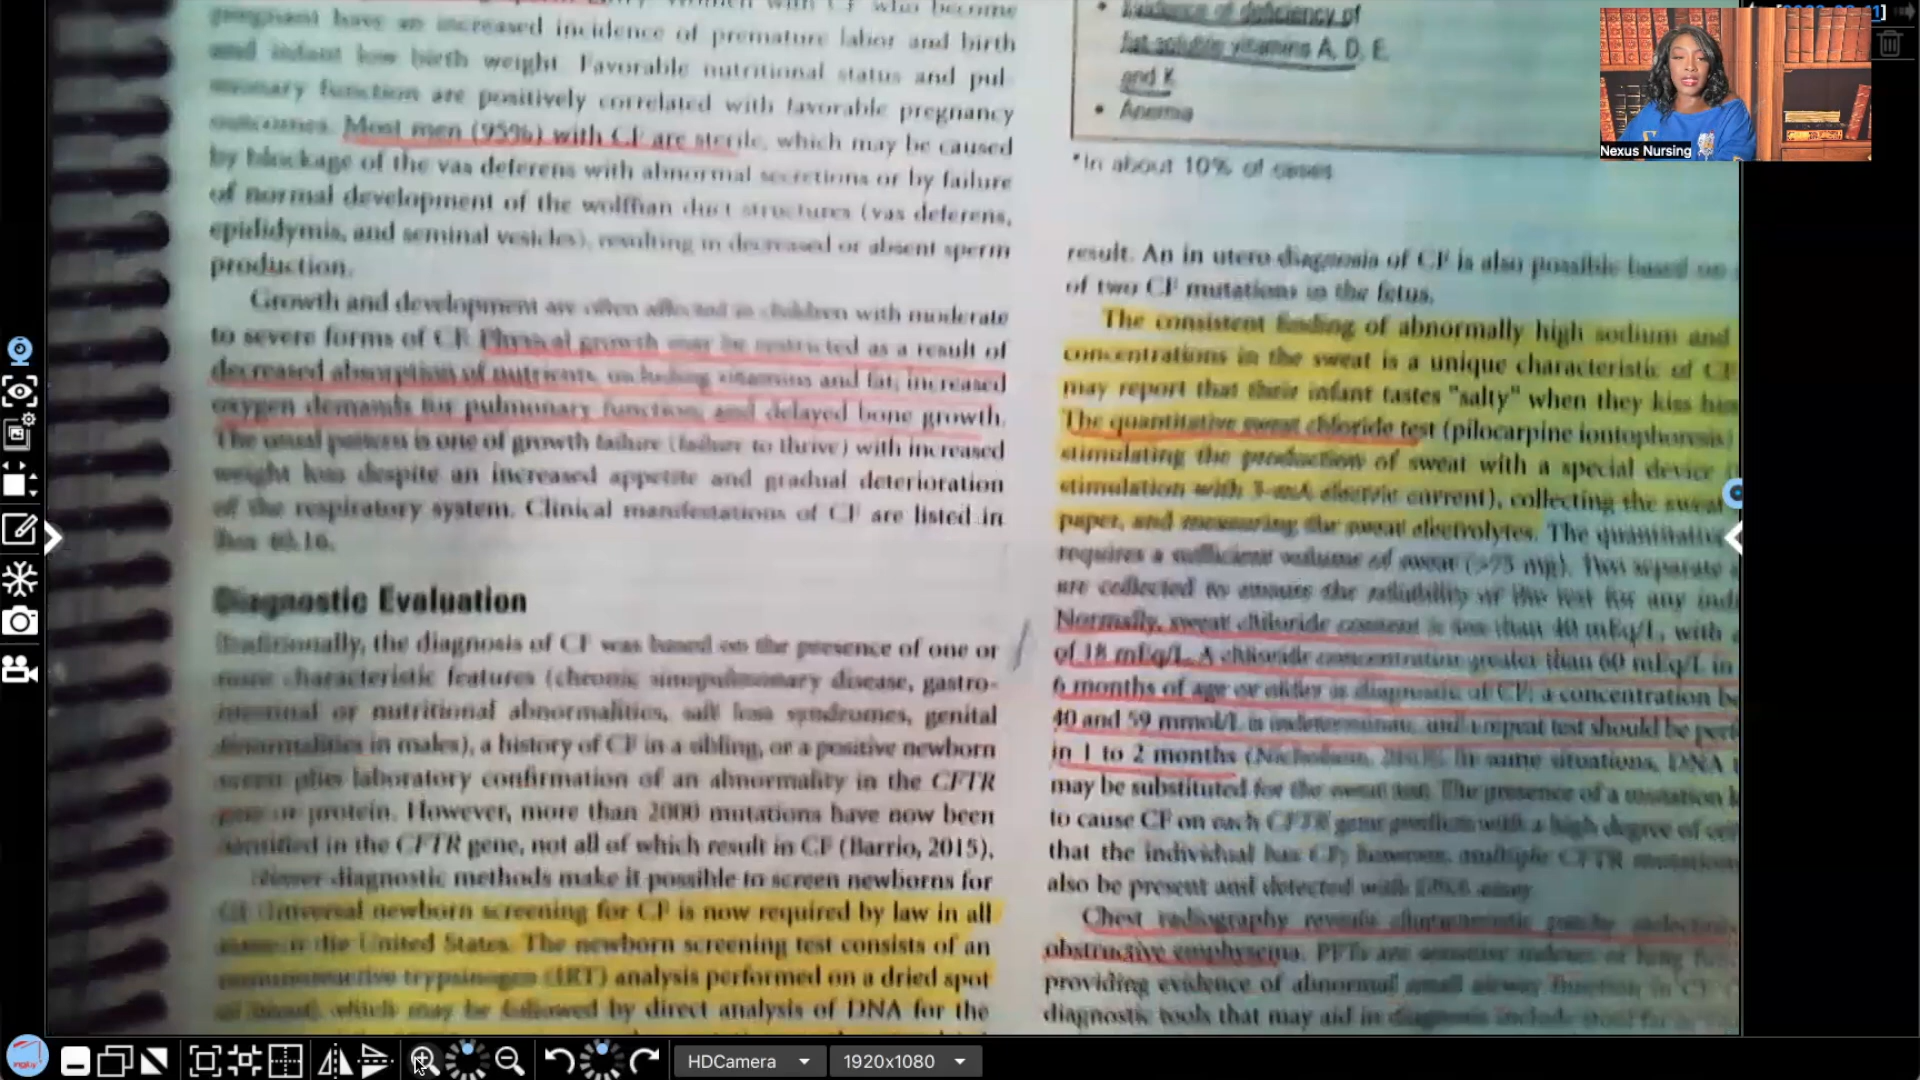 pregnant have an increased incidence of premature labor and birth
and infant low birth weight. Favorable nutritional status and pul-
monary function are positively correlated with favorable pregnancy
outcomes. Most men (95%) with CF are sterile, which may be caused
by blockage of the vas deferens with abnormal secretions or by failure
of normal development of the wolffian duct structures (vas deferens,
epididymis, and seminal vesicles), resulting in decreased or absent sperm
production.
Growth and development are often affected in children with moderate
to severe forms of CF. Physical growth may be restricted as a result of
decreased absorption of nutrients, including vitamins and fat; increased
oxygen demands for pulmonary function; and delayed bone growth.
The usual pattern is one of growth failure (failure to thrive) with increased
weight loss despite an increased appetite and gradual deterioration
of the respiratory system. Clinical manifestations of CF are listed in
Diagnostic Evaluation
Traditionally, the diagnosis of CF was based on the presence of one or
more characteristic features (chronic sinopulmonary disease, gastro-
intestinal or nutritional abnormalities, salt loss syndromes, genital
abnormalities in males), a history of CF in a sibling, or a positive newborn
screen plus laboratory confirmation of an abnormality in the CFTR
gene or protein. However, more than 2000 mutations have now been
identified in the CFTR gene, not all of which result in CF (Barrio, 2015).
Newer diagnostic methods make it possible to screen newborns for
CF. Universal newborn screening for CF is now required by law in all
states in the United States. The newborn screening test consists of an
immunoreactive trypsinogen (IRT) analysis performed on a dried spot
of blood, which may be followed by direct analysis of DNA for the
• Evidence of deficiency of
fat-soluble vitamins A, D, E,
and K
• Anemia
*In about 10% of cases
result. An in utero diagnosis of CF is also possible based on
of two CF mutations in the fetus.
The consistent finding of abnormally high sodium and
concentrations in the sweat is a unique characteristic of CF
may report that their infant tastes "salty" when they kiss him
The quantitative sweat chloride test (pilocarpine iontophoresis)
stimulating the production of sweat with a special device
stimulation with 3-mA electric current), collecting the sweat
paper, and measuring the sweat electrolytes. The quantitative
requires a sufficient volume of sweat (>75 mg). Two separate
are collected to ensure the reliability of the test for any
Normally, sweat chloride content is less than 40 mEq/L, with
of 18 mEq/L. A chloride concentration greater than 60 mEq/L in
6 months of age or older is diagnostic of CF; a concentration
40 and 59 mmol/L is indeterminate, and a repeat test should be
in 1 to 2 months In some situations, DNA
may be substituted for the sweat test. The presence of a mutation
to cause CF on each CFTR gene predicts with a high degree of
that the individual has CF; however, multiple CFTR mutations
also be present and detected with DNA assay
Chest radiography reveals characteristic patchy
obstructive emphysema. PFTs are sensitive indexes of lung
providing evidence of abnormal small airway function in CF.
diagnostic tools that may aid in diagnosis include stool
Nexus Nursing
HDCamera
1920x1080